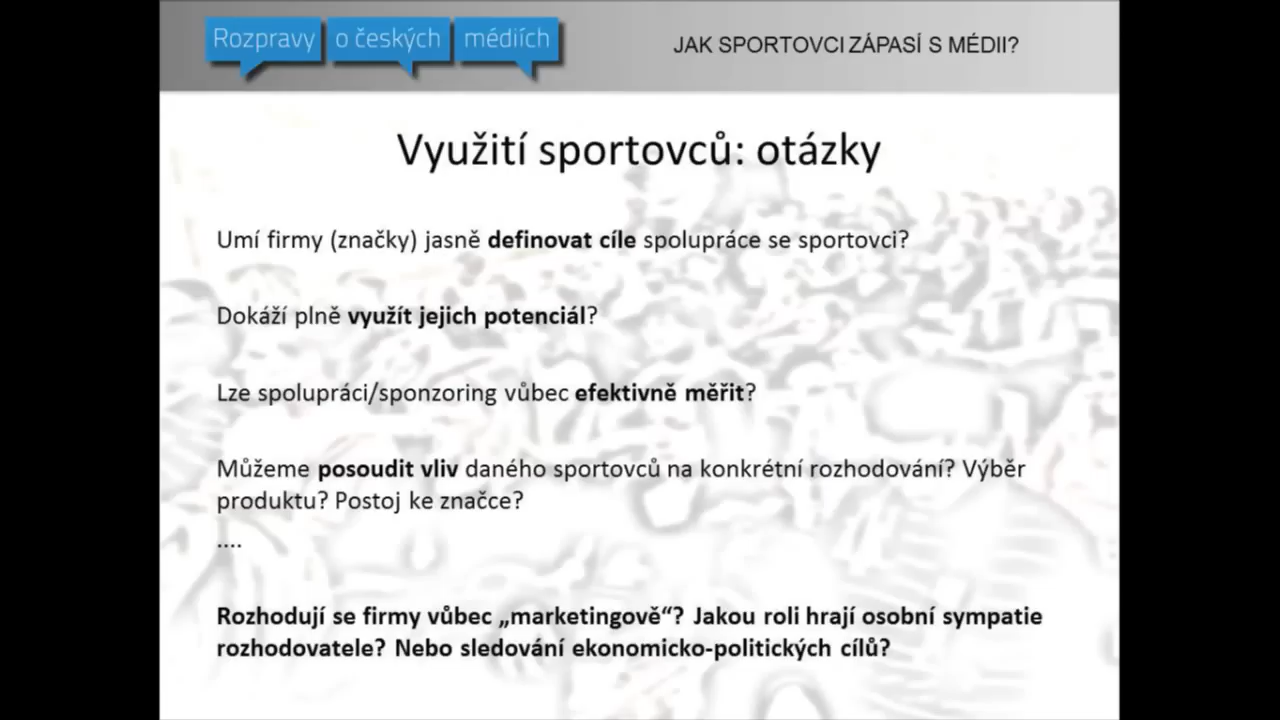 Rozpravy o českých médiích
JAK SPORTOVCI ZÁPASÍ S MÉDII?
Využití sportovců: otázky
Umí firmy (značky) jasně definovat cíle spolupráce se sportovci?
Dokáží plně využít jejich potenciál?
Lze spolupráci/sponzoring vůbec efektivně měřit?
Můžeme posoudit vliv daného sportovců na konkrétní rozhodování? Výběr
produktu? Postoj ke značce?
....
Rozhodují se firmy vůbec „marketingově“? Jakou roli hrají osobní sympatie
rozhodovatele? Nebo sledování ekonomicko-politických cílů?